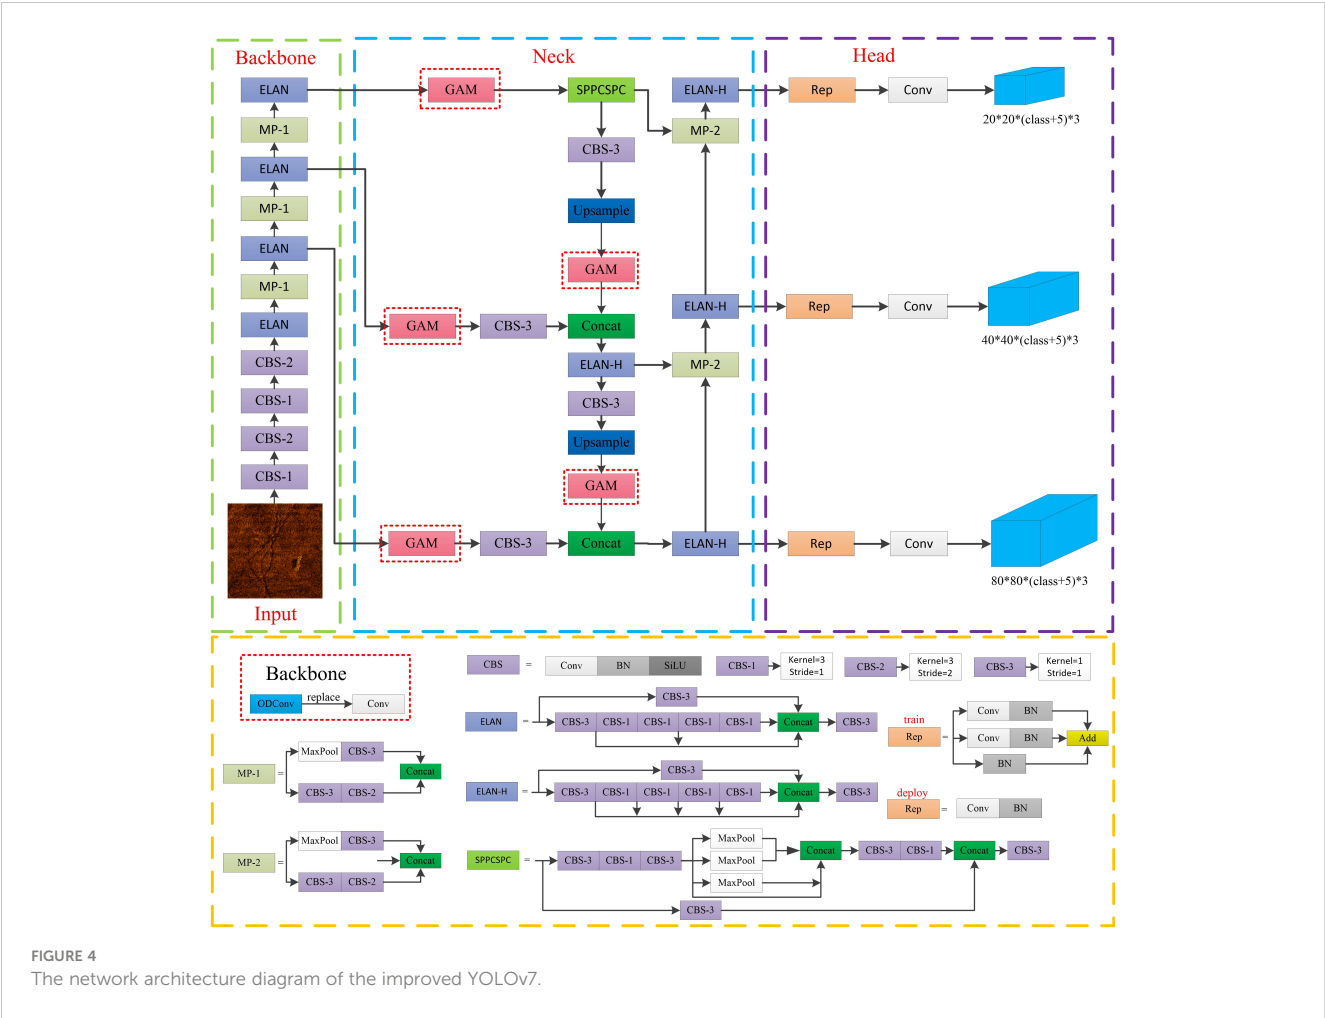 Backbone
Neck
Head
ELAN
GAM
SPPCSPC
ELAN-H
Rep
Conv
20*20*(class+5)*3
MP-1
MP-2
CBS-3
ELAN
MP-1
Upsample
ELAN
GAM
MP-1
ELAN-H
Rep
Conv
40*40*(class+5)*3
ELAN
GAM
CBS-3
Concat
CBS-2
ELAN-H
MP-2
CBS-1
CBS-3
CBS-2
Upsample
CBS-1
GAM
GAM
CBS-3
Concat
ELAN-H
Rep
Conv
80*80*(class+5)*3
Input
Backbone
ODConv
replace
Conv
CBS
=
Conv
BN
SiLU
CBS-1
Kernel=3
Stride=1
CBS-2
Kernel=3
Stride=2
CBS-3
Kernel=1
Stride=1
ELAN
=
CBS-3
CBS-3
CBS-1
CBS-1
CBS-1
CBS-1
Concat
CBS-3
train
Rep
=
Conv
BN
Conv
BN
BN
Add
MP-1
=
MaxPool
CBS-3
CBS-3
CBS-2
Concat
ELAN-H
=
CBS-3
CBS-3
CBS-1
CBS-1
CBS-1
CBS-1
Concat
CBS-3
deploy
Rep
=
Conv
BN
MP-2
=
MaxPool
CBS-3
CBS-3
CBS-2
Concat
SPPCSPC
=
CBS-3
CBS-1
CBS-3
MaxPool
MaxPool
MaxPool
Concat
CBS-3
CBS-1
Concat
CBS-3
CBS-3
FIGURE 4
The network architecture diagram of the improved YOLOv7.